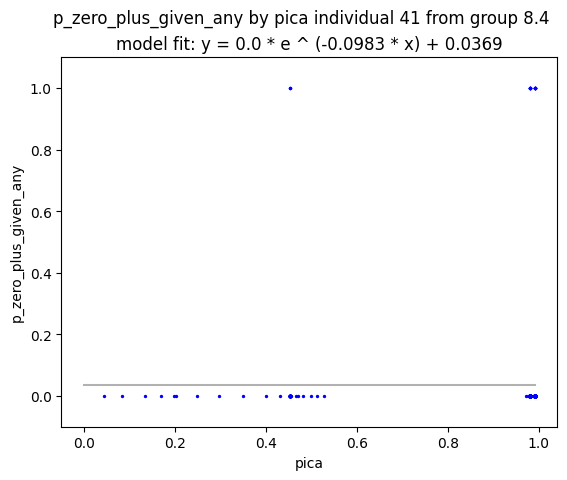 p_zero_plus_given_any by pica individual 41 from group 8.4
model fit: y = 0.0 * e ^ (-0.0983 * x) + 0.0369
1.0
0.8
0.6
0.4
0.2
0.0
p_zero_plus_given_any
0.0 0.2 0.4 0.6 0.8 1.0
pica